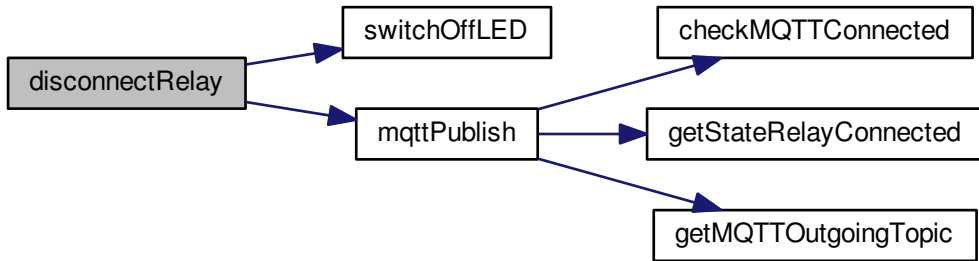 disconnectRelay
switchOffLED
mqttPublish
checkMQTTConnected
getStateRelayConnected
getMQTTOutgoingTopic